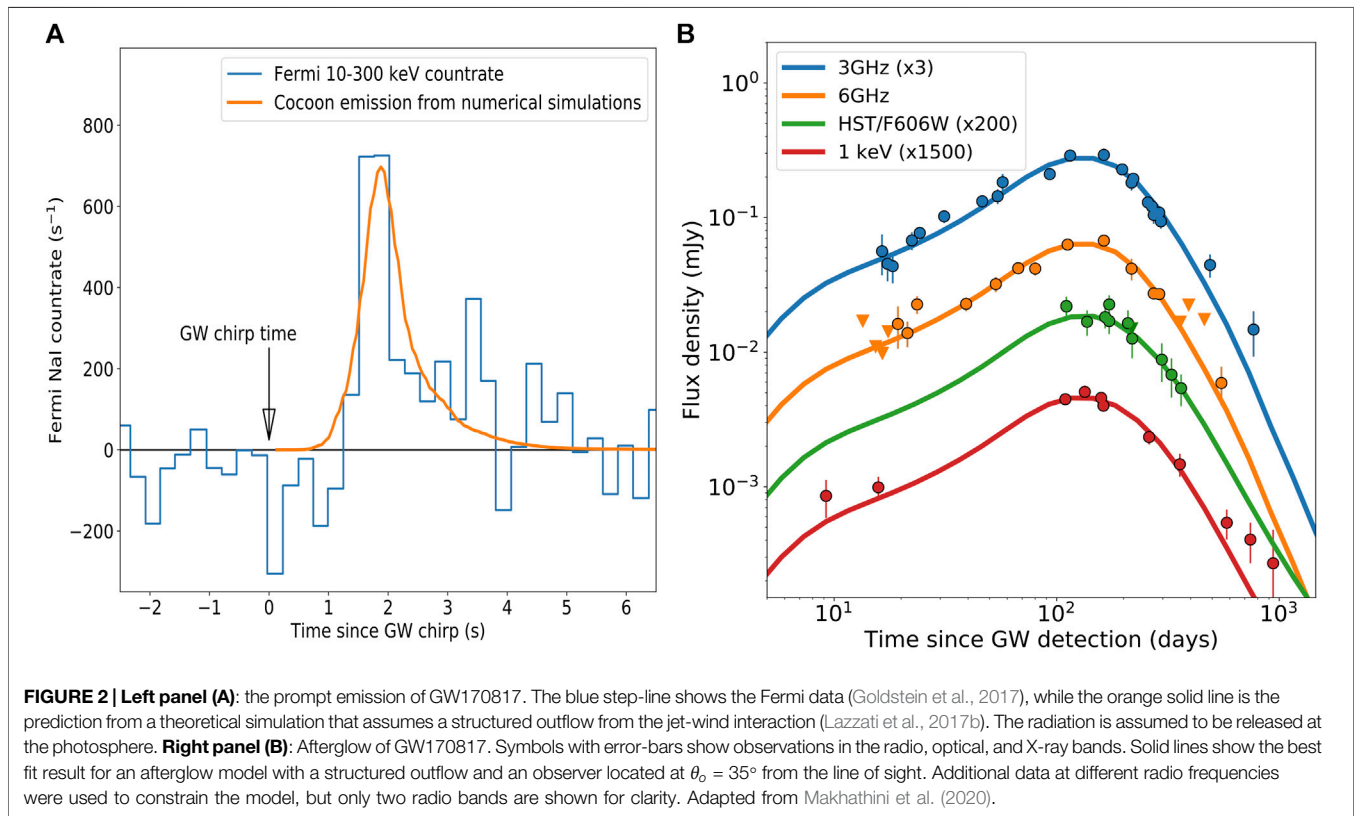 A
Fermi 10-300 keV countrate
Cocoon emission from numerical simulations
GW chirp time
Fermi NaI countrate (s⁻¹)
800
600
400
200
0
−200
−2 −1 0 1 2 3 4 5 6
Time since GW chirp (s)
B
3GHz (x3)
6GHz
HST/F606W (x200)
1 keV (x1500)
Flux density (mJy)
10⁰
10⁻¹
10⁻²
10⁻³
10¹ 10² 10³
Time since GW detection (days)
FIGURE 2 | Left panel (A): the prompt emission of GW170817. The blue step-line shows the Fermi data (Goldstein et al., 2017), while the orange solid line is the
prediction from a theoretical simulation that assumes a structured outflow from the jet-wind interaction (Lazzati et al., 2017b). The radiation is assumed to be released at
the photosphere. Right panel (B): Afterglow of GW170817. Symbols with error-bars show observations in the radio, optical, and X-ray bands. Solid lines show the best
fit result for an afterglow model with a structured outflow and an observer located at θₒ = 35° from the line of sight. Additional data at different radio frequencies
were used to constrain the model, but only two radio bands are shown for clarity. Adapted from Makhathini et al. (2020).